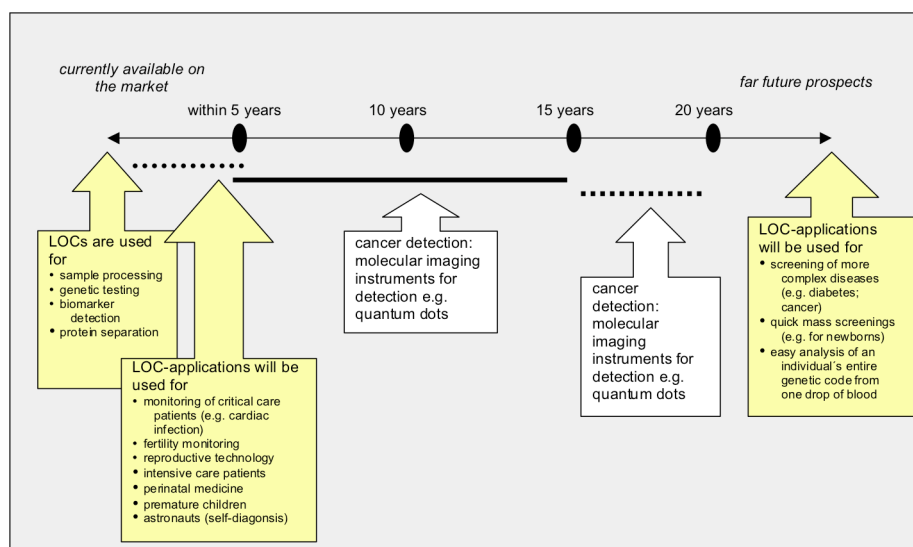 currently available on
the market
far future prospects
within 5 years
10 years
15 years
20 years
LOCs are used
for
• sample processing
• genetic testing
• biomarker
detection
• protein separation
LOC-applications will be
used for
• monitoring of critical care
patients (e.g. cardiac
infection)
• fertility monitoring
• reproductive technology
• intensive care patients
• perinatal medicine
• premature children
• astronauts (self-diagonsis)
cancer detection:
molecular imaging
instruments for
detection e.g.
quantum dots
cancer
detection:
molecular
imaging
instruments for
detection e.g.
quantum dots
LOC-applications
will be used for
• screening of more
complex diseases
(e.g. diabetes;
cancer)
• quick mass screenings
(e.g. for newborns)
• easy analysis of an
individual´s entire
genetic code from
one drop of blood